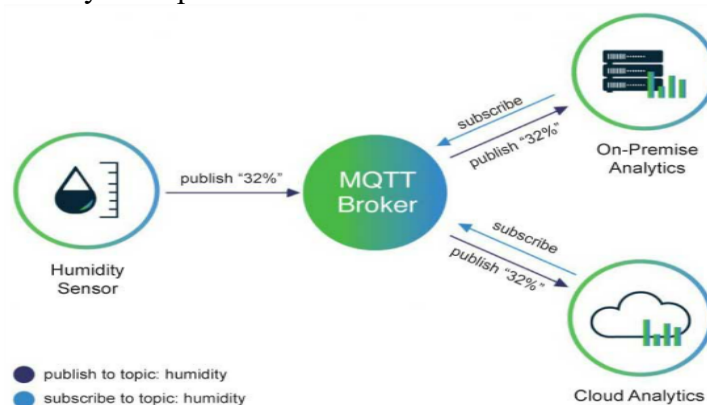 subscribe
publish "32%"
On-Premise
Analytics
publish "32%"
MQTT
Broker
Humidity
Sensor
subscribe
publish "32%"
publish to topic: humidity
subscribe to topic: humidity
Cloud Analytics